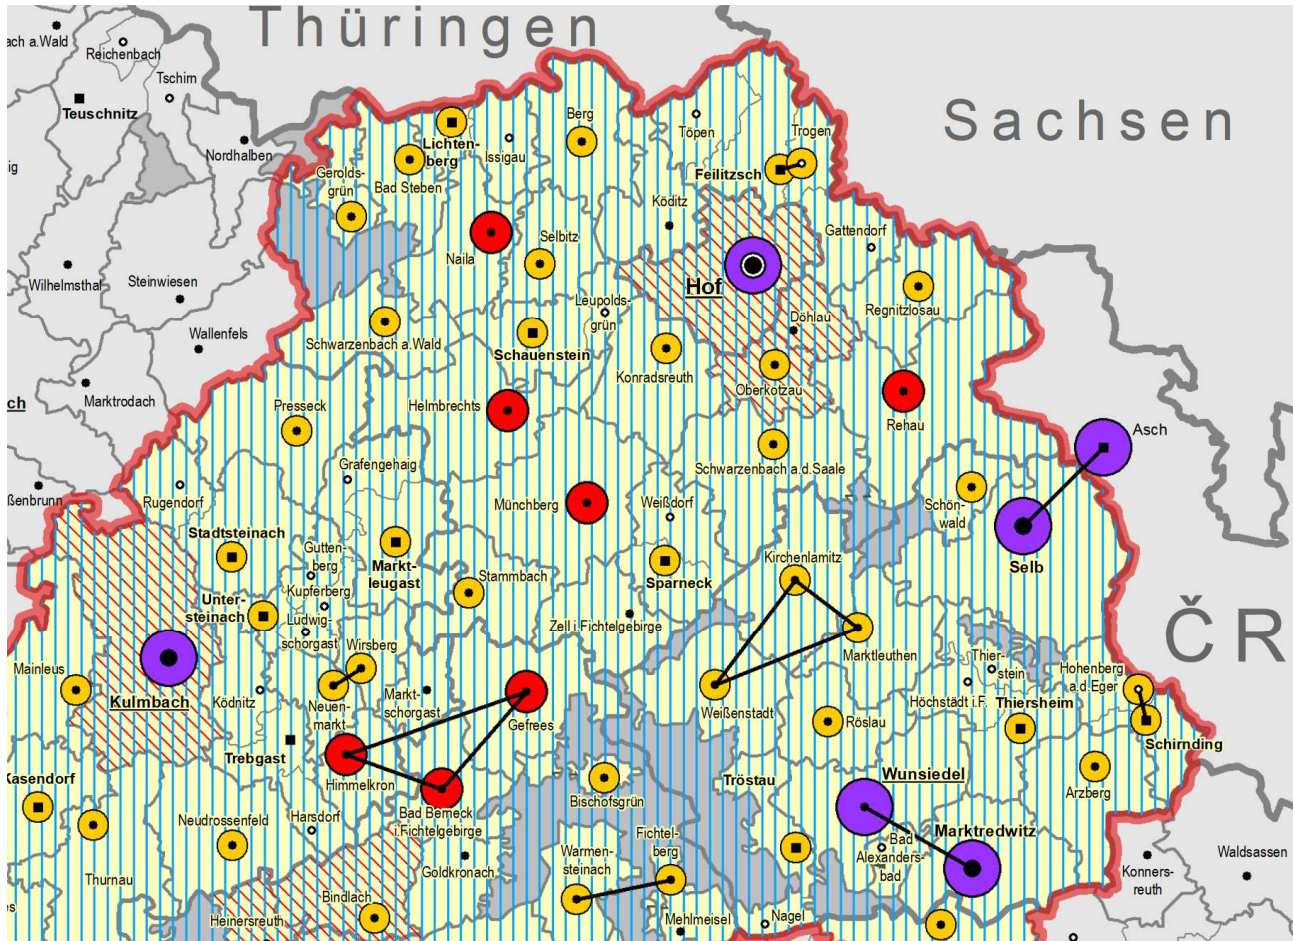 Thüringen
Sachsen
ach a.Wald
Reichenbach
Tschirn
Teuschnitz
Nordhalben
ig
Wilhelmsthal
Steinwiesen
Wallenfels
Marktrodach
ch
ßenbrunn
Lichten-
berg
Issigau
Berg
Töpen
Trogen
Feilitzsch
Gerolds-
grün
Bad Steben
Köditz
Gattendorf
Naila
Selbitz
Hof
Leupolds-
grün
Döhlau
Regnitzlosau
Schwarzenbach a.Wald
Schauenstein
Konradsreuth
Oberkotzau
Presseck
Helmbrechts
Rehau
Asch
Schwarzenbach a.d.Saale
Grafengehaig
Rugendorf
Münchberg
Weißdorf
Schön-
wald
Stadtsteinach
Gutten-
berg
Markt-
leugast
Kirchenlamitz
Selb
Kupferberg
Stammbach
Sparneck
Unter-
steinach
Ludwig-
schorgast
Wirsberg
Zell i.Fichtelgebirge
Marktleuthen
ČR
Mainleus
Kulmbach
Ködnitz
Neuen-
markt
Markt-
schorgast
Gefrees
Weißenstadt
Röslau
Thier-
stein
Höchstädt i.F.
Hohenberg
a.d.Eger
Thiersheim
Schirnding
Trebgast
Himmelkron
Kasendorf
Bad Berneck
i.Fichtelgebirge
Bischofsgrün
Tröstau
Wunsiedel
Arzberg
Neudrossenfeld
Harsdorf
Goldkronach
Warmen-
steinach
Fichtel-
berg
Marktredwitz
Bad
Alexanders-
bad
Waldsassen
Konners-
reuth
Thurnau
Bindlach
Heinersreuth
es
Mehlmeisel
Nagel